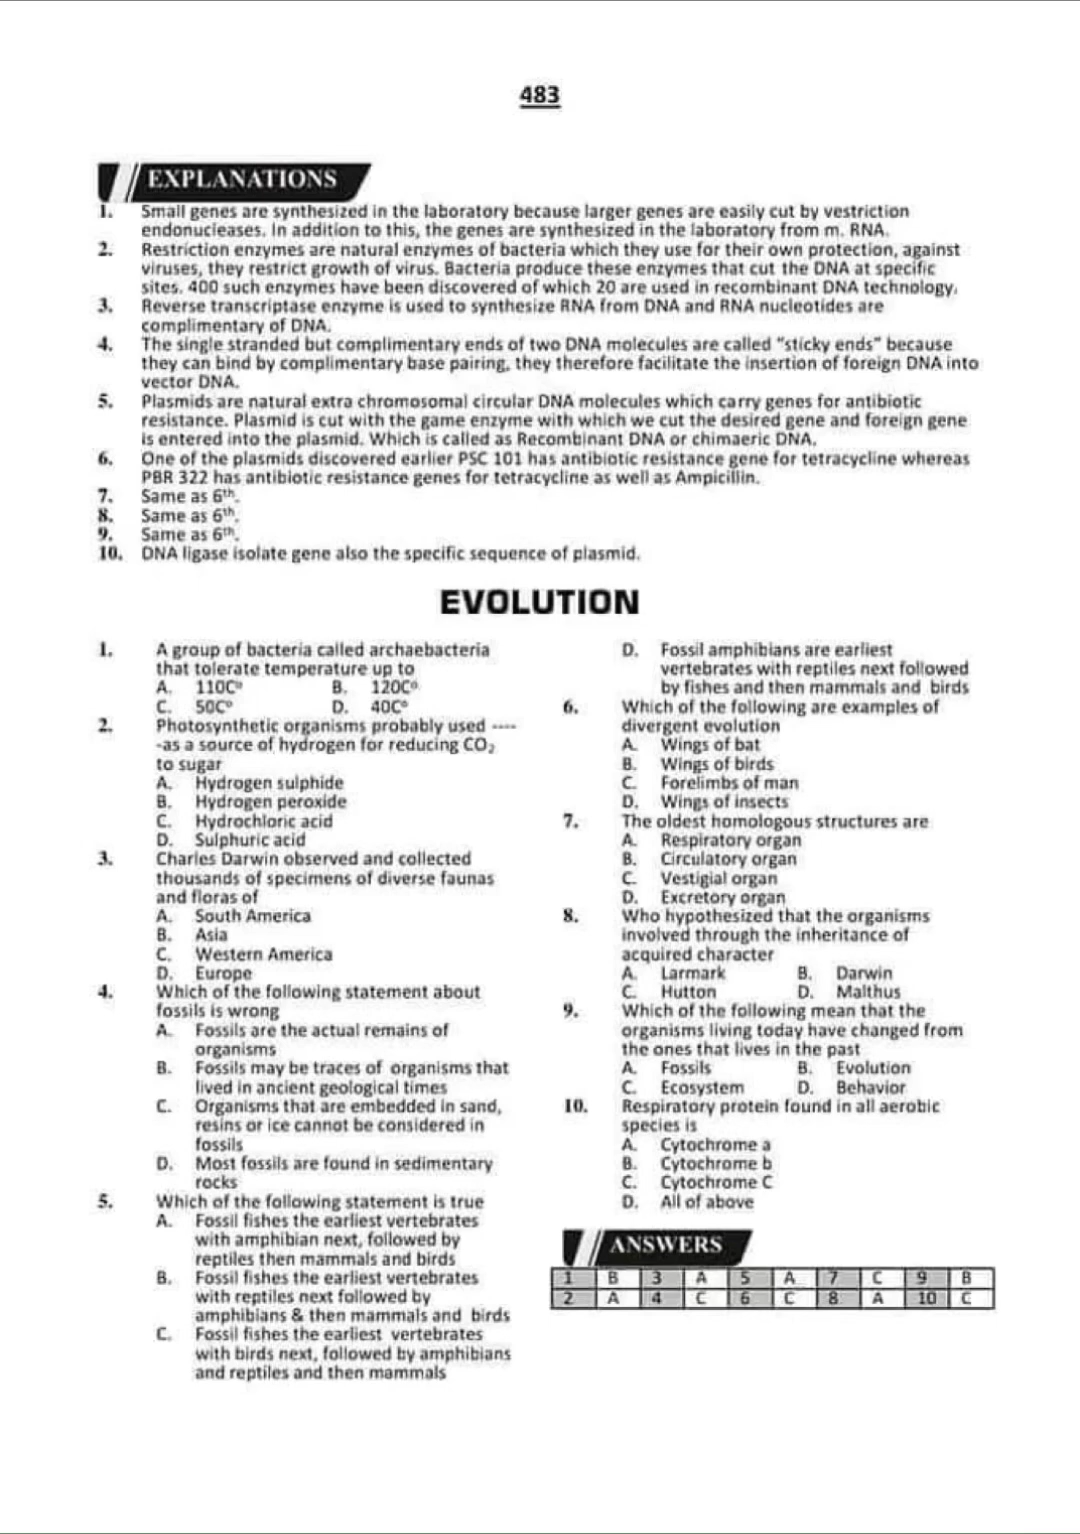 483
EXPLANATIONS
1. Small genes are synthesized in the laboratory because larger genes are easily cut by vestriction
endonucieases. In addition to this, the genes are synthesized in the laboratory from m. RNA.
2. Restriction enzymes are natural enzymes of bacteria which they use for their own protection, against
viruses, they restrict growth of virus. Bacteria produce these enzymes that cut the DNA at specific
sites. 400 such enzymes have been discovered of which 20 are used in recombinant DNA technology.
3. Reverse transcriptase enzyme is used to synthesize RNA from DNA and RNA nucleotides are
complimentary of DNA.
4. The single stranded but complimentary ends of two DNA molecules are called "sticky ends" because
they can bind by complimentary base pairing, they therefore facilitate the insertion of foreign DNA into
vector DNA.
5. Plasmids are natural extra chromosomal circular DNA molecules which carry genes for antibiotic
resistance. Plasmid is cut with the game enzyme with which we cut the desired gene and foreign gene
is entered into the plasmid. Which is called as Recombinant DNA or chimaeric DNA.
6. One of the plasmids discovered earlier PSC 101 has antibiotic resistance gene for tetracycline whereas
PBR 322 has antibiotic resistance genes for tetracycline as well as Ampicillin.
7. Same as 6th.
8. Same as 6th.
9. Same as 6th.
10. DNA ligase isolate gene also the specific sequence of plasmid.
EVOLUTION
1. A group of bacteria called archaebacteria
that tolerate temperature up to
A. 110C° B. 120C°
C. 50C° D. 40C°
2. Photosynthetic organisms probably used ----
-as a source of hydrogen for reducing CO₂
to sugar
A. Hydrogen sulphide
B. Hydrogen peroxide
C. Hydrochloric acid
D. Sulphuric acid
3. Charles Darwin observed and collected
thousands of specimens of diverse faunas
and floras of
A. South America
B. Asia
C. Western America
D. Europe
4. Which of the following statement about
fossils is wrong
A. Fossils are the actual remains of
organisms
B. Fossils may be traces of organisms that
lived in ancient geological times
C. Organisms that are embedded in sand,
resins or ice cannot be considered in
fossils
D. Most fossils are found in sedimentary
rocks
5. Which of the following statement is true
A. Fossil fishes the earliest vertebrates
with amphibian next, followed by
reptiles then mammals and birds
B. Fossil fishes the earliest vertebrates
with reptiles next followed by
amphibians & then mammals and birds
C. Fossil fishes the earliest vertebrates
with birds next, followed by amphibians
and reptiles and then mammals
D. Fossil amphibians are earliest
vertebrates with reptiles next followed
by fishes and then mammals and birds
6. Which of the following are examples of
divergent evolution
A. Wings of bat
B. Wings of birds
C. Forelimbs of man
D. Wings of insects
7. The oldest homologous structures are
A. Respiratory organ
B. Circulatory organ
C. Vestigial organ
D. Excretory organ
8. Who hypothesized that the organisms
involved through the inheritance of
acquired character
A. Larmark B. Darwin
C. Hutton D. Malthus
9. Which of the following mean that the
organisms living today have changed from
the ones that lives in the past
A. Fossils B. Evolution
C. Ecosystem D. Behavior
10. Respiratory protein found in all aerobic
species is
A. Cytochrome a
B. Cytochrome b
C. Cytochrome C
D. All of above
ANSWERS
1 B 3 A 5 A 7 C 9 B
2 A 4 C 6 C 8 A 10 C